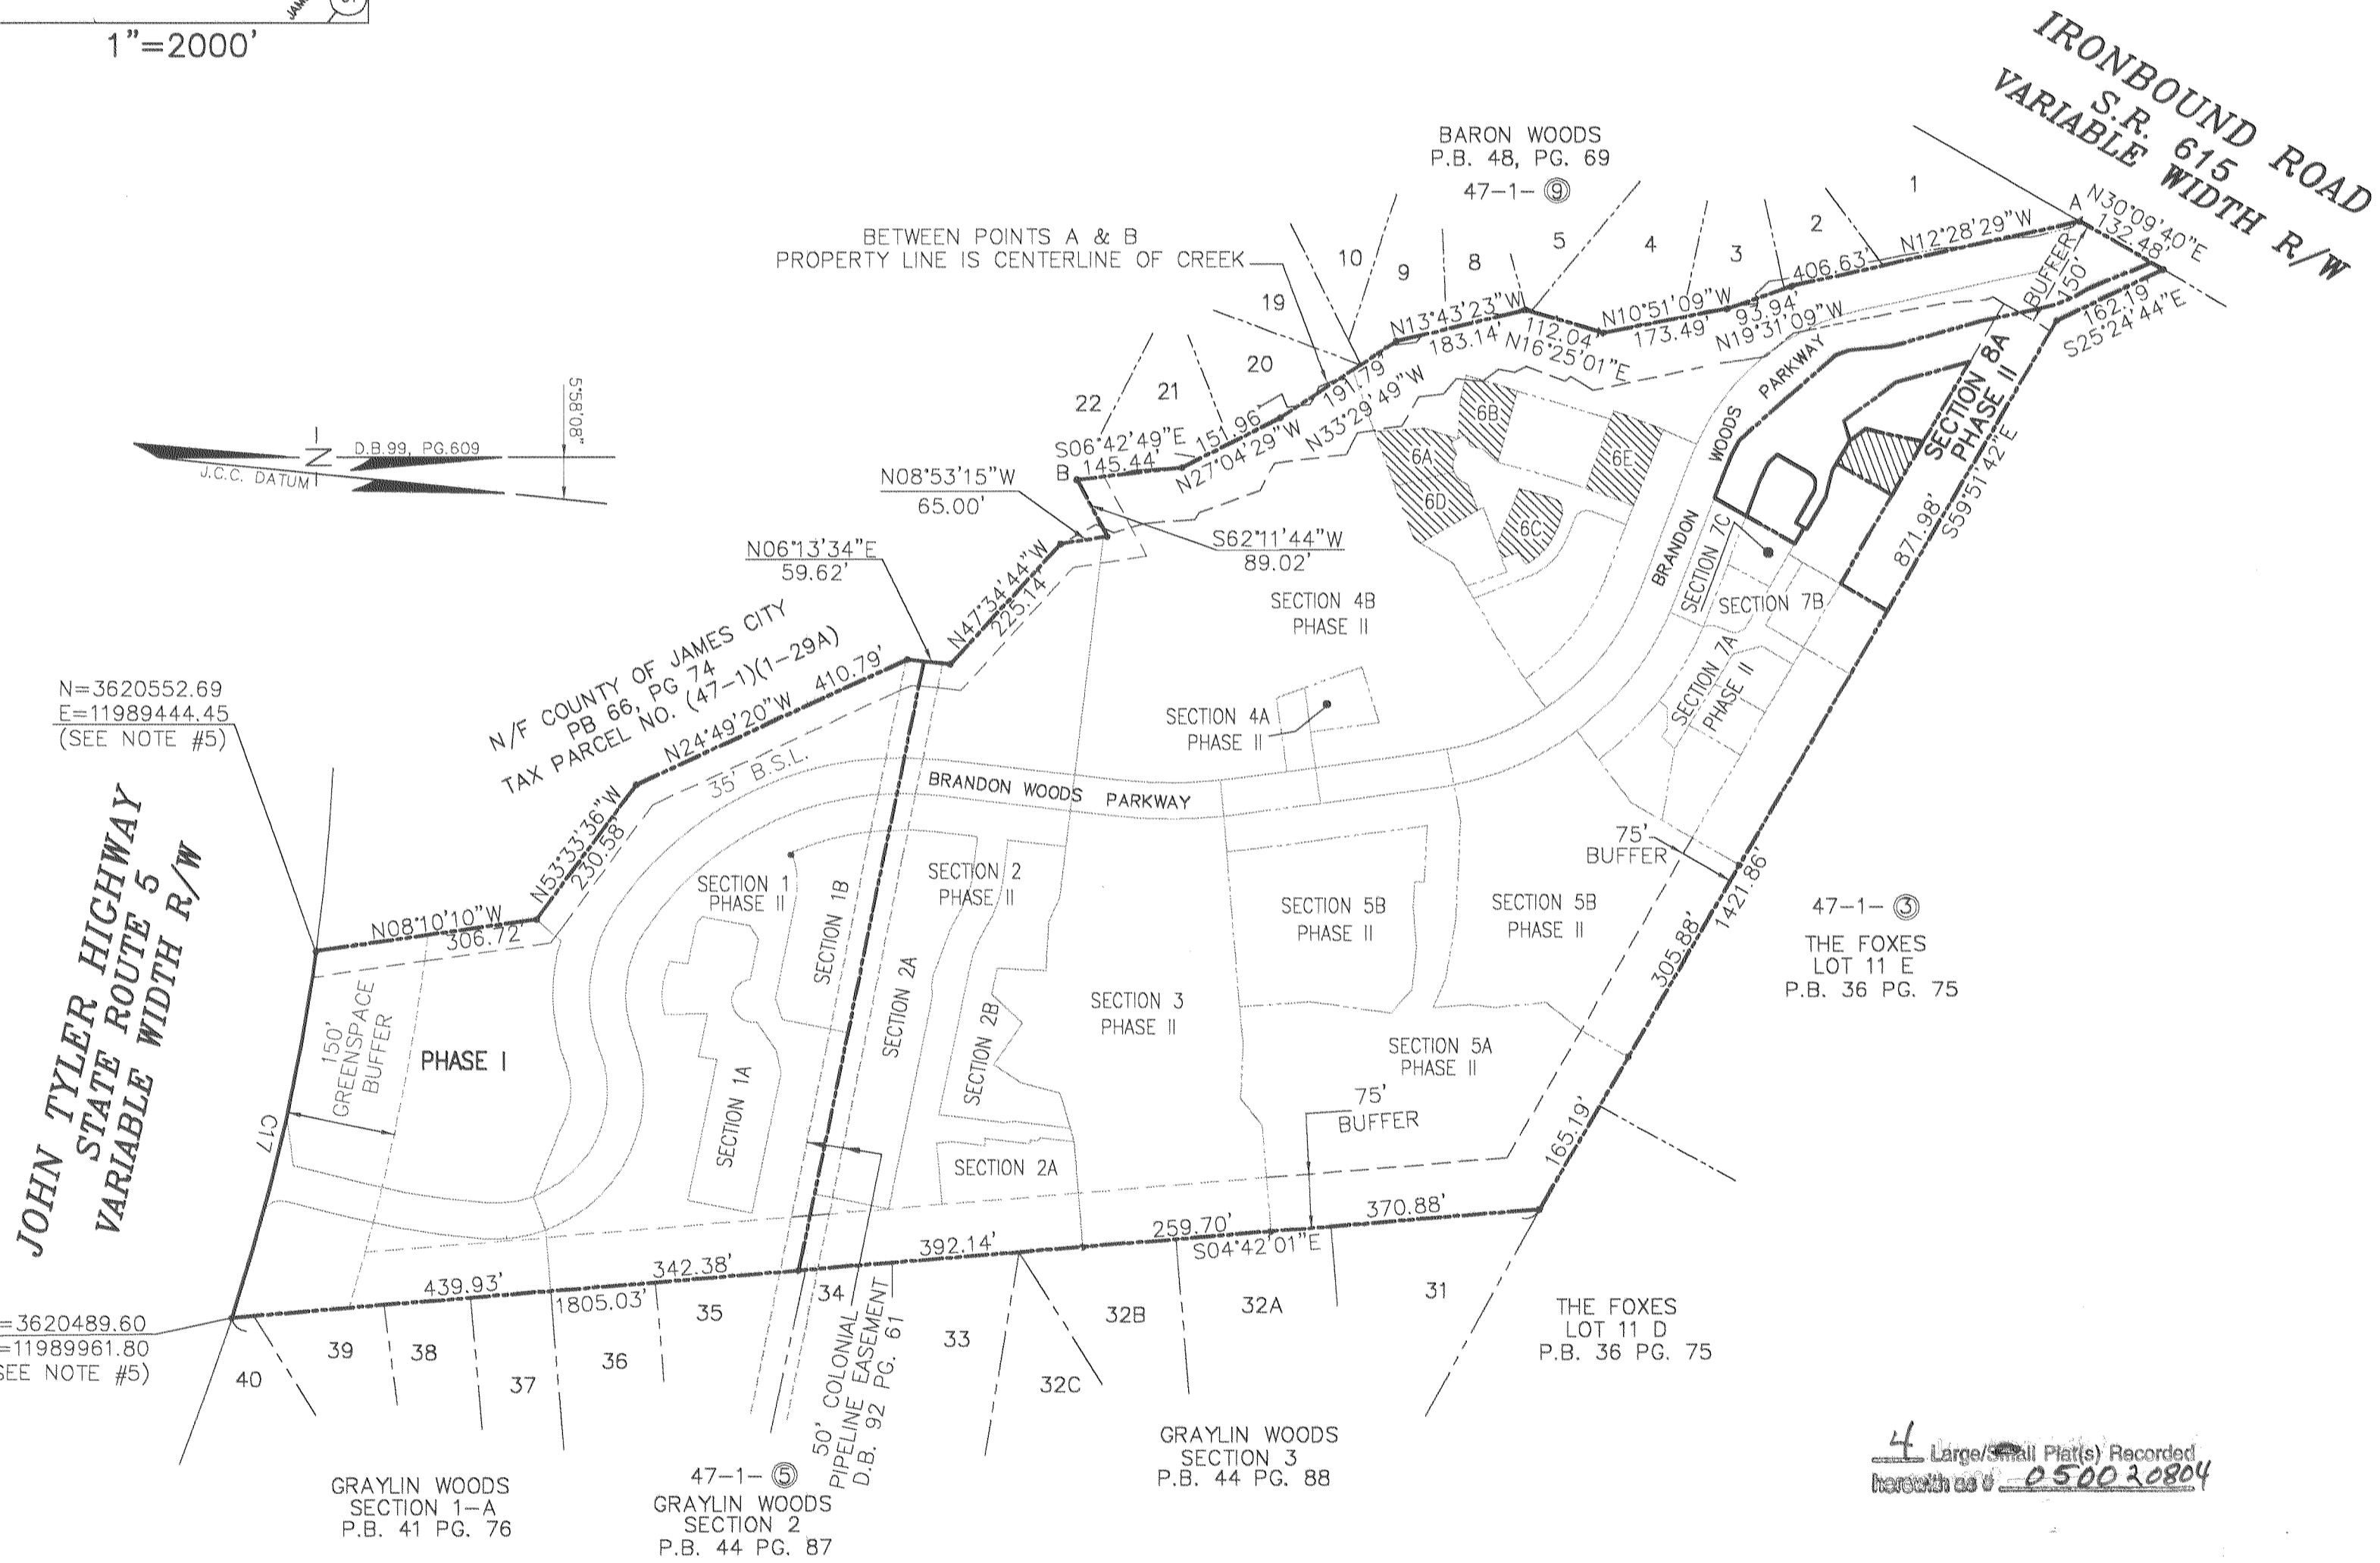 1"=2000'
IRONBOUND ROAD
S.R. 615
VARIABLE WIDTH R/W
BARON WOODS
P.B. 48, PG. 69
47-1- 9
BETWEEN POINTS A & B
PROPERTY LINE IS CENTERLINE OF CREEK
1
2
3
4
5
8
9
10
19
20
21
22
A
N30°09'40"E
132.48'
N12°28'29"W
406.63'
93.94'
N19°31'09"W
N10°51'09"W
173.49'
112.04'
N16°25'01"E
N13°43'23"W
183.14'
191.79'
N33°29'49"W
151.96'
N27°04'29"W
S06°42'49"E
B 145.44'
BUFFER
150'
162.19'
S25°24'44"E
SECTION 8A
PHASE II
871.98'
S59°51'42"E
BRANDON WOODS PARKWAY
6A
6B
6C
6D
6E
SECTION 7C
SECTION 7B
SECTION 7A
PHASE II
5°58'08"
N
D.B.99, PG.609
J.C.C. DATUM
N08°53'15"W
65.00'
S62°11'44"W
89.02'
N06°13'34"E
59.62'
N47°34'44"W
225.14'
N/F COUNTY OF JAMES CITY
PB 66, PG 74
TAX PARCEL NO. (47-1)(1-29A)
N24°49'20"W 410.79'
35' B.S.L.
N53°33'36"W
230.58'
N08°10'10"W
306.72'
N=3620552.69
E=11989444.45
(SEE NOTE #5)
JOHN TYLER HIGHWAY
STATE ROUTE 5
VARIABLE WIDTH R/W
SECTION 4B
PHASE II
SECTION 4A
PHASE II
BRANDON WOODS PARKWAY
SECTION 1
PHASE II
SECTION 1B
SECTION 2
PHASE II
SECTION 2A
SECTION 2B
SECTION 3
PHASE II
SECTION 5B
PHASE II
SECTION 5B
PHASE II
SECTION 5A
PHASE II
75'
BUFFER
1421.86'
305.88'
165.19'
47-1- 3
THE FOXES
LOT 11 E
P.B. 36 PG. 75
150'
GREENSPACE
BUFFER
PHASE I
C17
SECTION 1A
SECTION 2A
75'
BUFFER
370.88'
259.70'
S04°42'01"E
392.14'
342.38'
439.93'
1805.03'
=3620489.60
=11989961.80
SEE NOTE #5)
40
39
38
37
36
35
34
33
32C
32B
32A
31
50' COLONIAL
PIPELINE EASEMENT
D.B. 92 PG. 61
THE FOXES
LOT 11 D
P.B. 36 PG. 75
GRAYLIN WOODS
SECTION 1-A
P.B. 41 PG. 76
47-1- 5
GRAYLIN WOODS
SECTION 2
P.B. 44 PG. 87
GRAYLIN WOODS
SECTION 3
P.B. 44 PG. 88
4 Large/Small Plat(s) Recorded
herewith as # 050020804